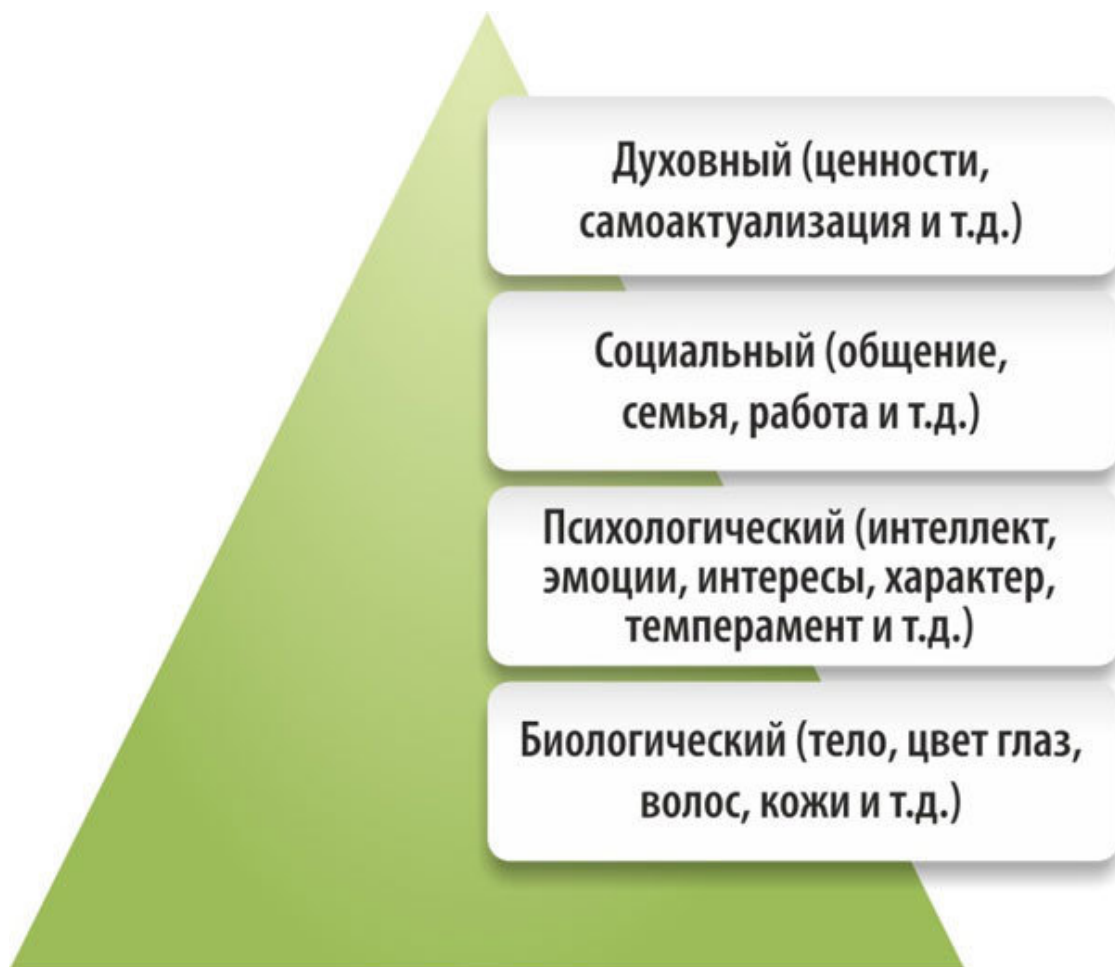 Духовный (ценности,
самоактуализация и т.д.)
Социальный (общение,
семья, работа и т.д.)
Психологический (интеллект,
эмоции, интересы, характер,
темперамент и т.д.)
Биологический (тело, цвет глаз,
волос, кожи и т.д.)